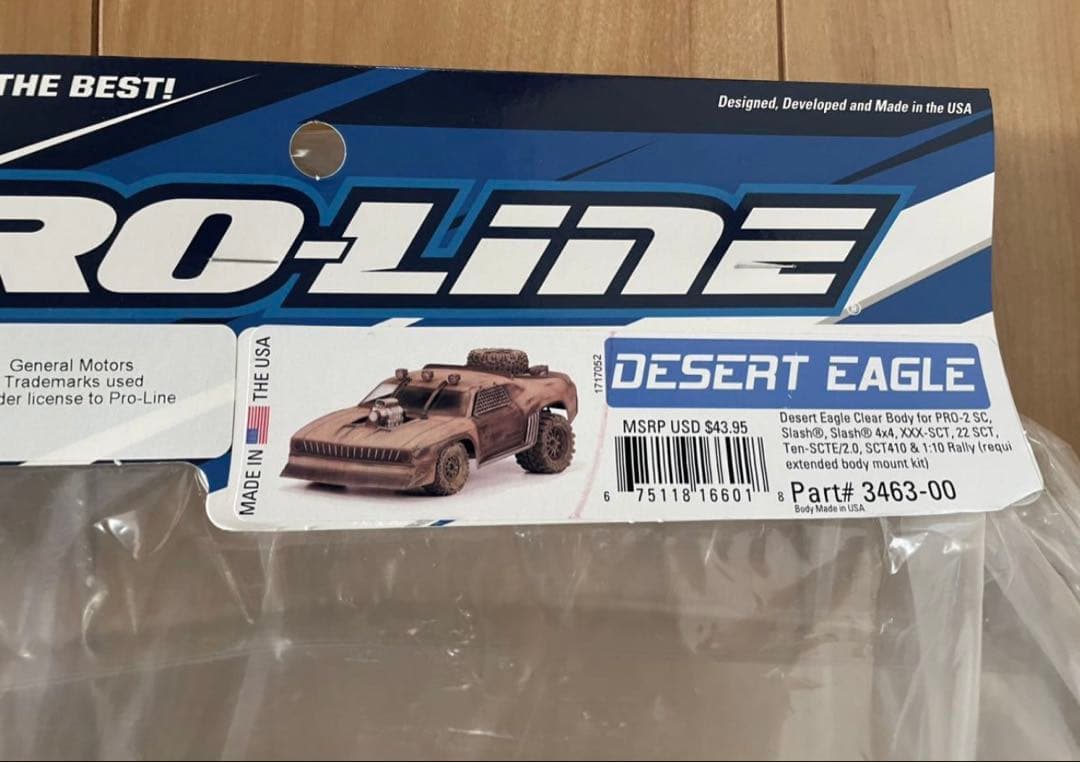 THE BEST!
Designed, Developed and Made in the USA
RO-LINE
®
General Motors
Trademarks used
der license to Pro-Line
MADE IN THE USA
1717052
DESERT EAGLE
MSRP USD $43.95
6 75118 16601 8
Desert Eagle Clear Body for PRO-2 SC,
Slash®, Slash® 4x4, XXX-SCT, 22 SCT,
Ten-SCTE/2.0, SCT410 & 1:10 Rally (requi
extended body mount kit)
Part# 3463-00
Body Made in USA